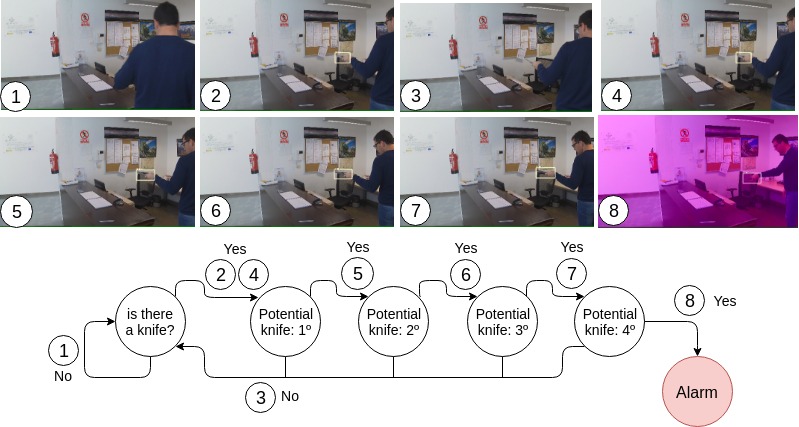 1
2
3
4
5
6
7
8
Yes
2
4
Yes
5
Yes
6
Yes
7
8
Yes
is there
a knife?
Potential
knife: 1º
Potential
knife: 2º
Potential
knife: 3º
Potential
knife: 4º
1
No
3
No
Alarm